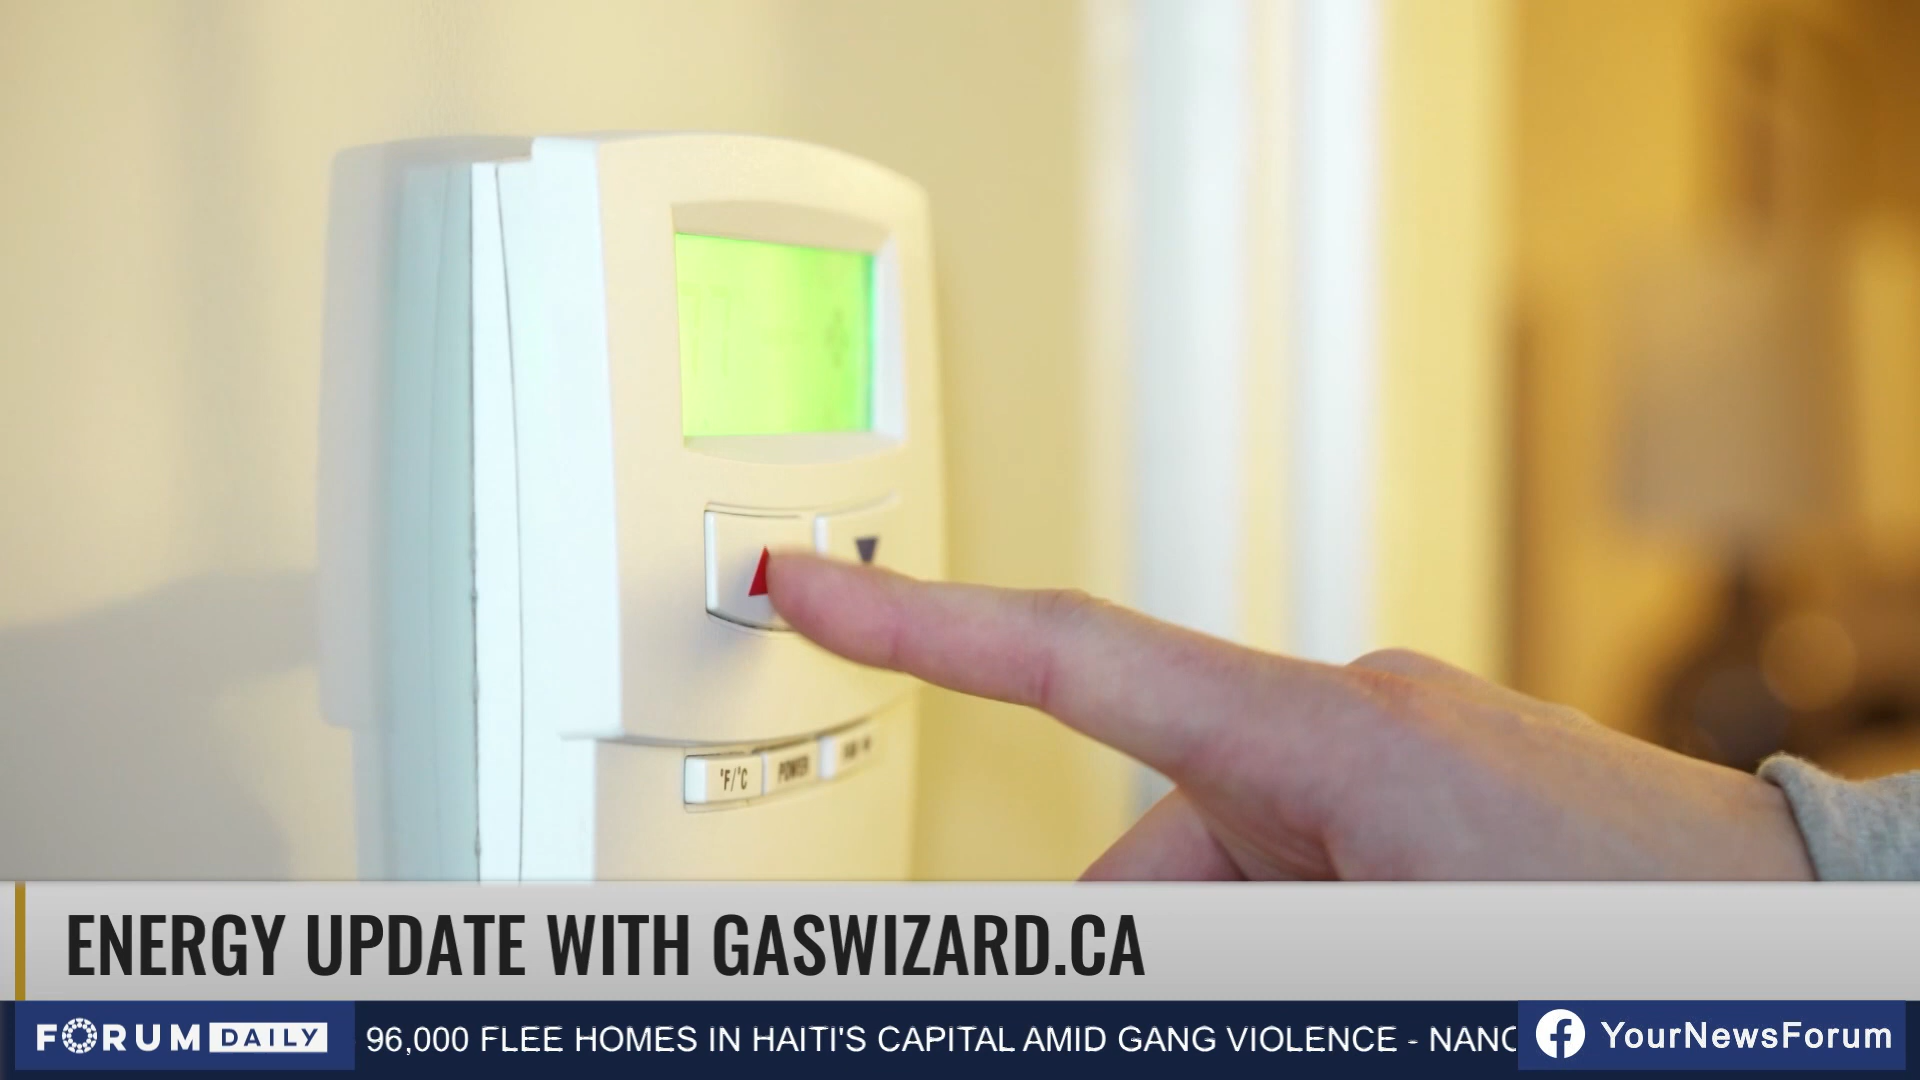 °F/°C
POWER
ENERGY UPDATE WITH GASWIZARD.CA
FORUM DAILY
96,000 FLEE HOMES IN HAITI'S CAPITAL AMID GANG VIOLENCE - NANC
YourNewsForum